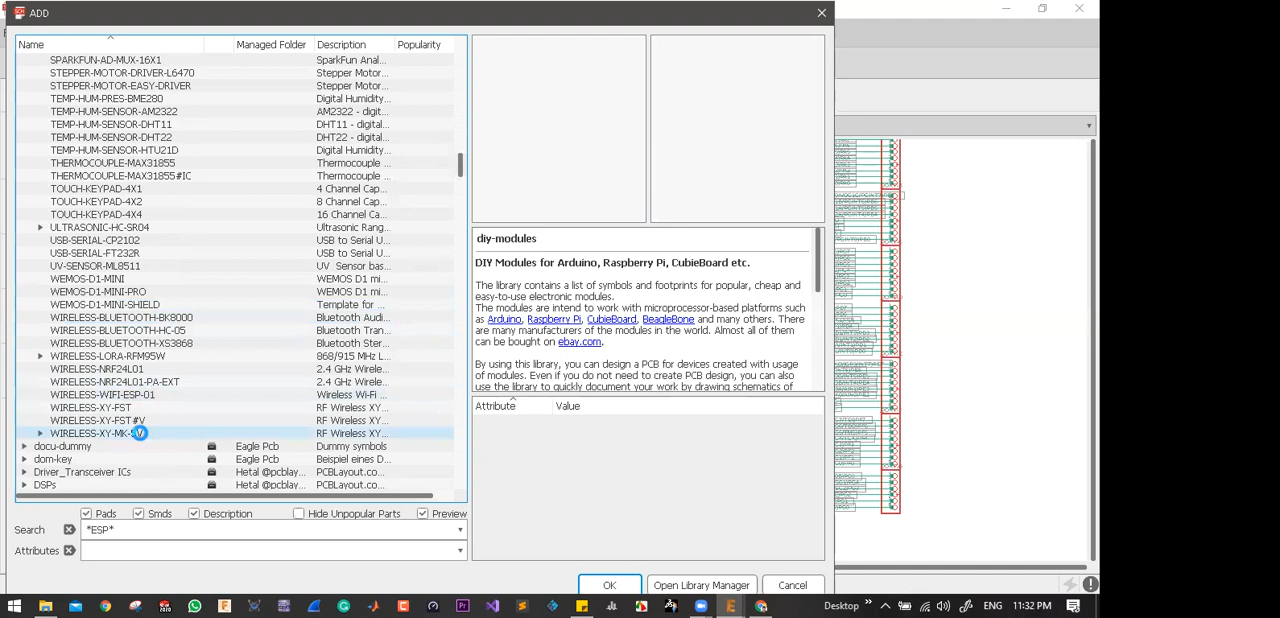 ADD
Name Managed Folder Description Popularity
SPARKFUN-AD-MUX-16X1 SparkFun Anal...
STEPPER-MOTOR-DRIVER-L6470 Stepper Motor...
STEPPER-MOTOR-EASY-DRIVER Stepper Motor...
TEMP-HUM-PRES-BME280 Digital Humidity...
TEMP-HUM-SENSOR-AM2322 AM2322 - digit...
TEMP-HUM-SENSOR-DHT11 DHT11 - digital...
TEMP-HUM-SENSOR-DHT22 DHT22 - digital...
TEMP-HUM-SENSOR-HTU21D Digital Humidity...
THERMOCOUPLE-MAX31855 Thermocouple ...
THERMOCOUPLE-MAX31855#IC Thermocouple ...
TOUCH-KEYPAD-4X1 4 Channel Cap...
TOUCH-KEYPAD-4X2 8 Channel Ca...
TOUCH-KEYPAD-4X4 16 Channel Ca...
ULTRASONIC-HC-SR04 Ultrasonic Rang...
USB-SERIAL-CP2102 USB to Serial U...
USB-SERIAL-FT232R USB to Serial U...
UV-SENSOR-ML8511 UV Sensor bas...
WEMOS-D1-MINI WEMOS D1 mi...
WEMOS-D1-MINI-PRO WEMOS D1 mi...
WEMOS-D1-MINI-SHIELD Template for ...
WIRELESS-BLUETOOTH-BK8000 Bluetooth Audi...
WIRELESS-BLUETOOTH-HC-05 Bluetooth Tran...
Bluetooth Ster...
WIRELESS-LORA-RFM95W 868/915 MHz L...
WIRELESS-NRF24L01 2.4 GHz Wirele...
WIRELESS-NRF24L01-PA-EXT 2.4 GHz Wirele...
WIRELESS-WIFI-ESP-01 Wireless Wi-Fi ...
WIRELESS-XY-FST RF Wireless XY...
WIRELESS-XY-FST#V RF Wireless XY...
WIRELESS-XY-MK- RF Wireless XY...
docu-dummy Eagle Pcb Dummy symbols
dom-key Eagle Pcb Beispiel eines D...
Driver_Transceiver ICs Hetal @pcblay... PCBLayout.co...
DSPs Hetal @pcblay... PCBLayout.co...
Pads Smds Description Hide Unpopular Parts Preview
Search *ESP*
Attributes
diy-modules
DIY Modules for Arduino, Raspberry Pi, CubieBoard etc.
The library contains a list of symbols and footprints for popular, cheap and
easy-to-use electronic modules.
The modules are intend to work with microprocessor-based platforms such
as Arduino, Raspberry Pi, CubieBoard, BeagleBone and many others. There
are many manufacturers of the modules in the world. Almost all of them
can be bought on ebay.com.
By using this library, you can design a PCB for devices created with usage
of modules. Even if you do not need to create PCB design, you can also
use the library to quickly document your work by drawing schematics of
Attribute Value
OK Open Library Manager Cancel
Desktop ENG 11:32 PM